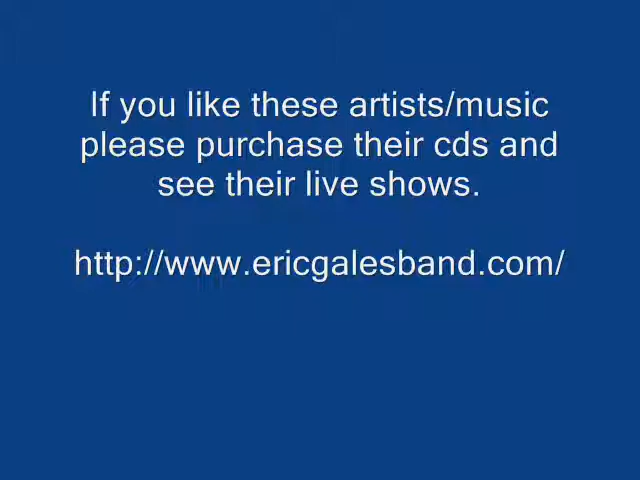 If you like these artists/music
please purchase their cds and
see their live shows.
http://www.ericgalesband.com/